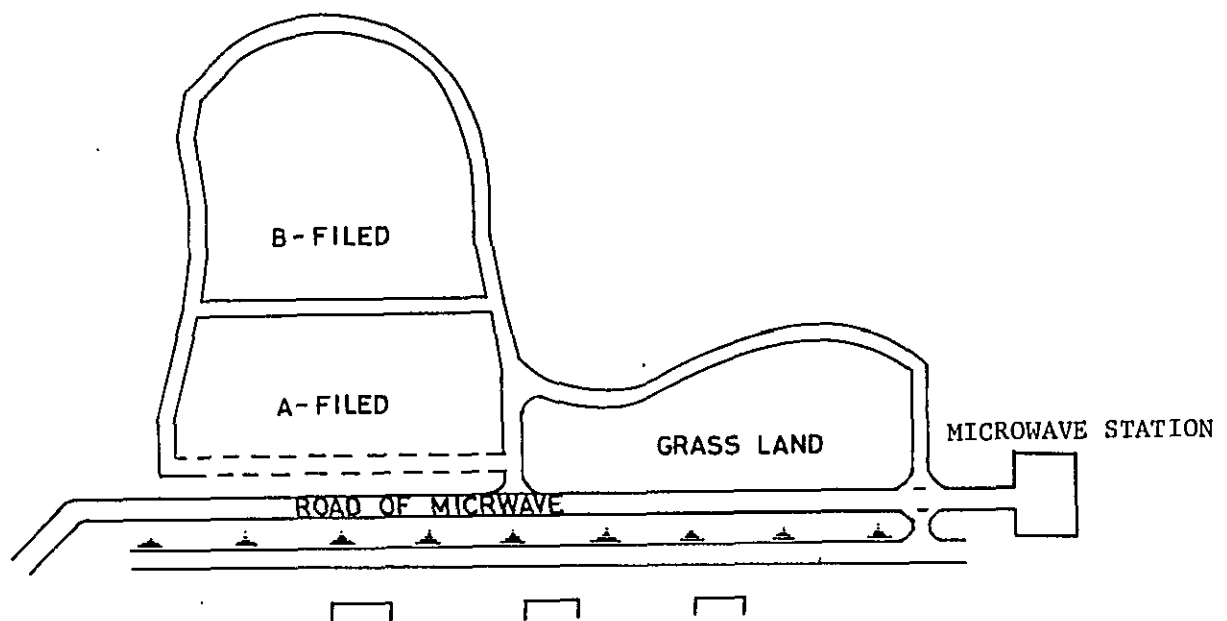 B-FILED
A-FILED
GRASS LAND
MICROWAVE STATION
ROAD OF MICRWAVE